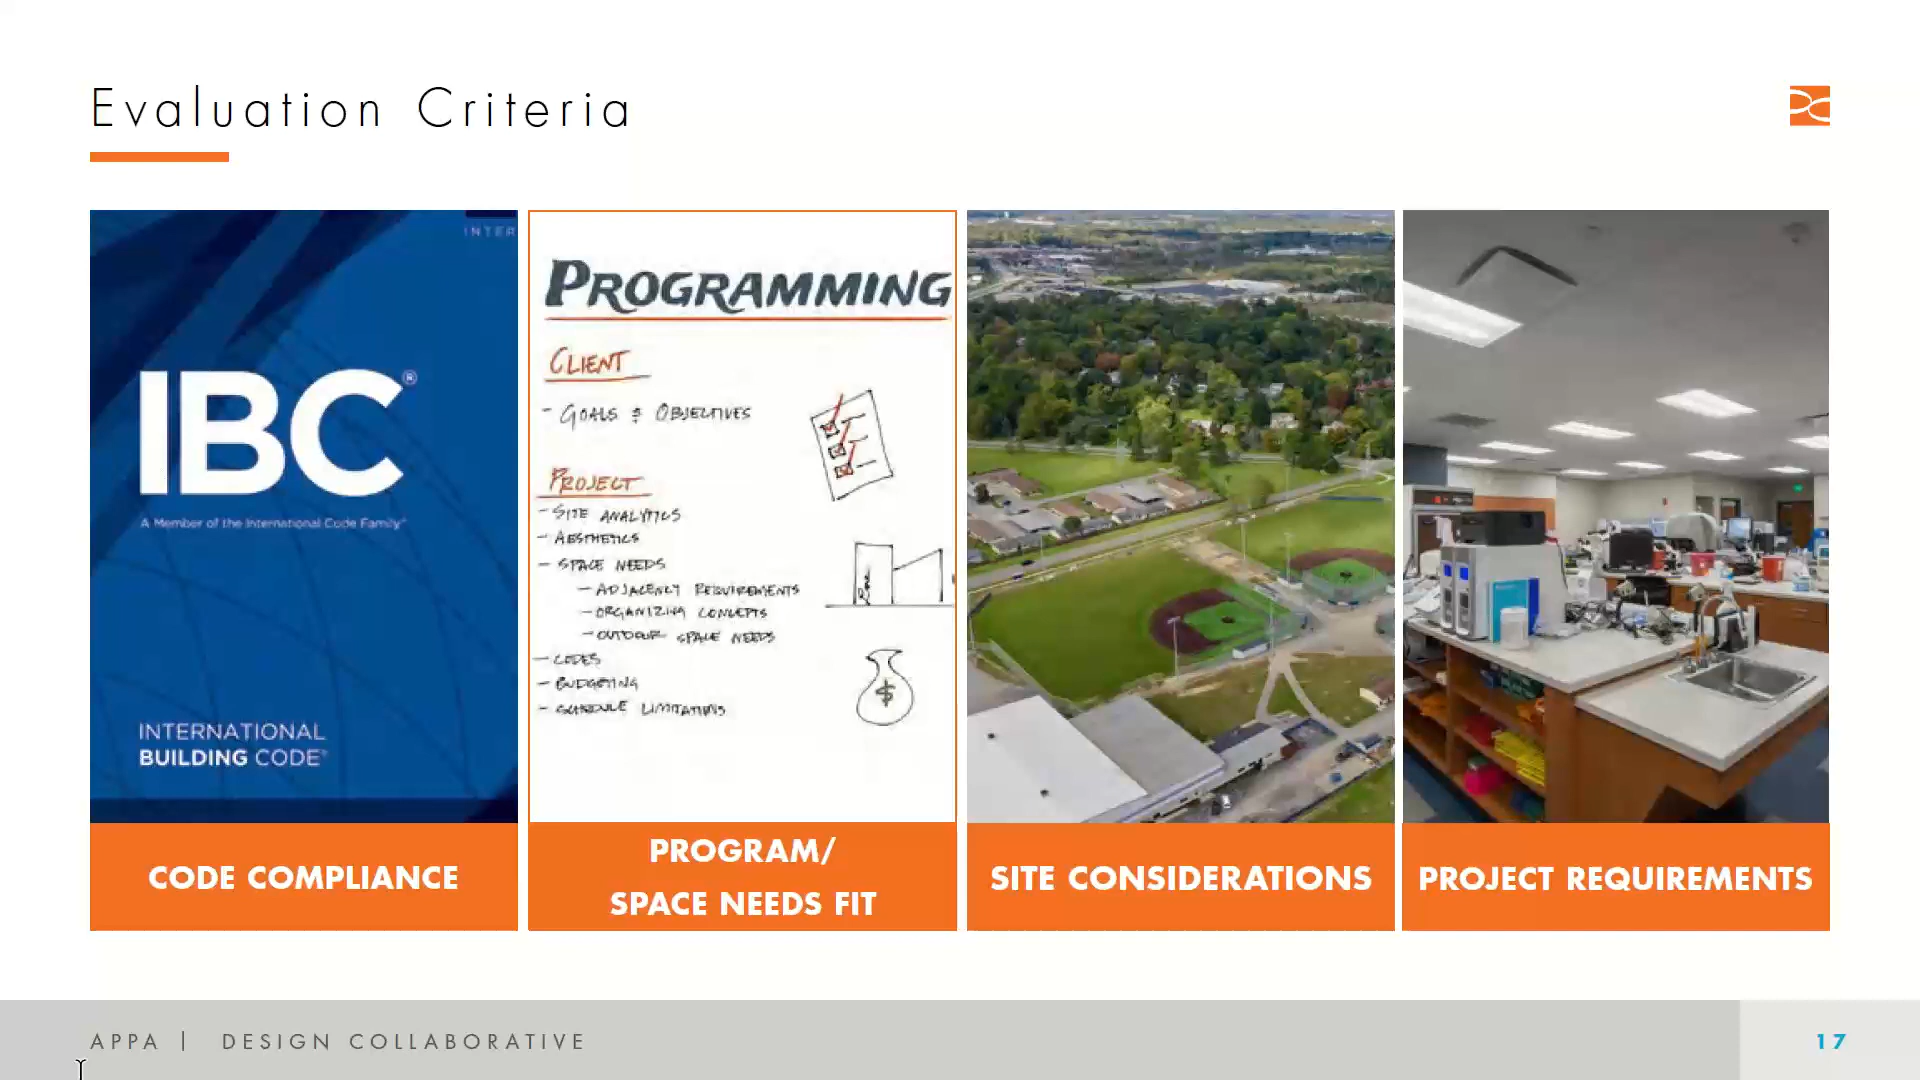 Evaluation Criteria
INTER
IBC®
A Member of the International Code Family®
INTERNATIONAL
BUILDING CODE®
CODE COMPLIANCE
PROGRAMMING
CLIENT
- GOALS & OBJECTIVES
PROJECT
- SITE ANALYTICS
- AESTHETICS
- SPACE NEEDS
- ADJACENCY REQUIREMENTS
- ORGANIZING CONCEPTS
- OUTDOOR SPACE NEEDS
- CODES
- BUDGETING
- SCHEDULE LIMITATIONS
$
PROGRAM/
SPACE NEEDS FIT
SITE CONSIDERATIONS
PROJECT REQUIREMENTS
APPA | DESIGN COLLABORATIVE
17